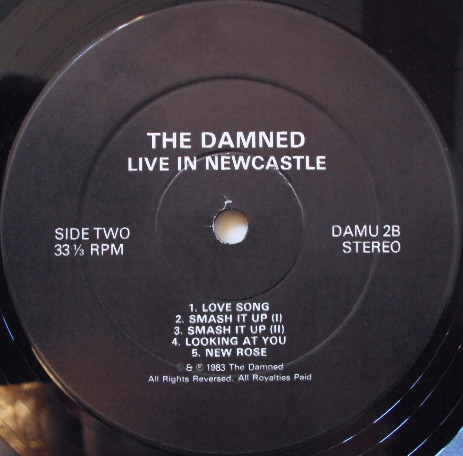 THE DAMNED
LIVE IN NEWCASTLE
SIDE TWO
33⅓ RPM
DAMU 2B
STEREO
1. LOVE SONG
2. SMASH IT UP (I)
3. SMASH IT UP (II)
4. LOOKING AT YOU
5. NEW ROSE
© & ℗ 1983 The Damned
All Rights Reversed. All Royalties Paid